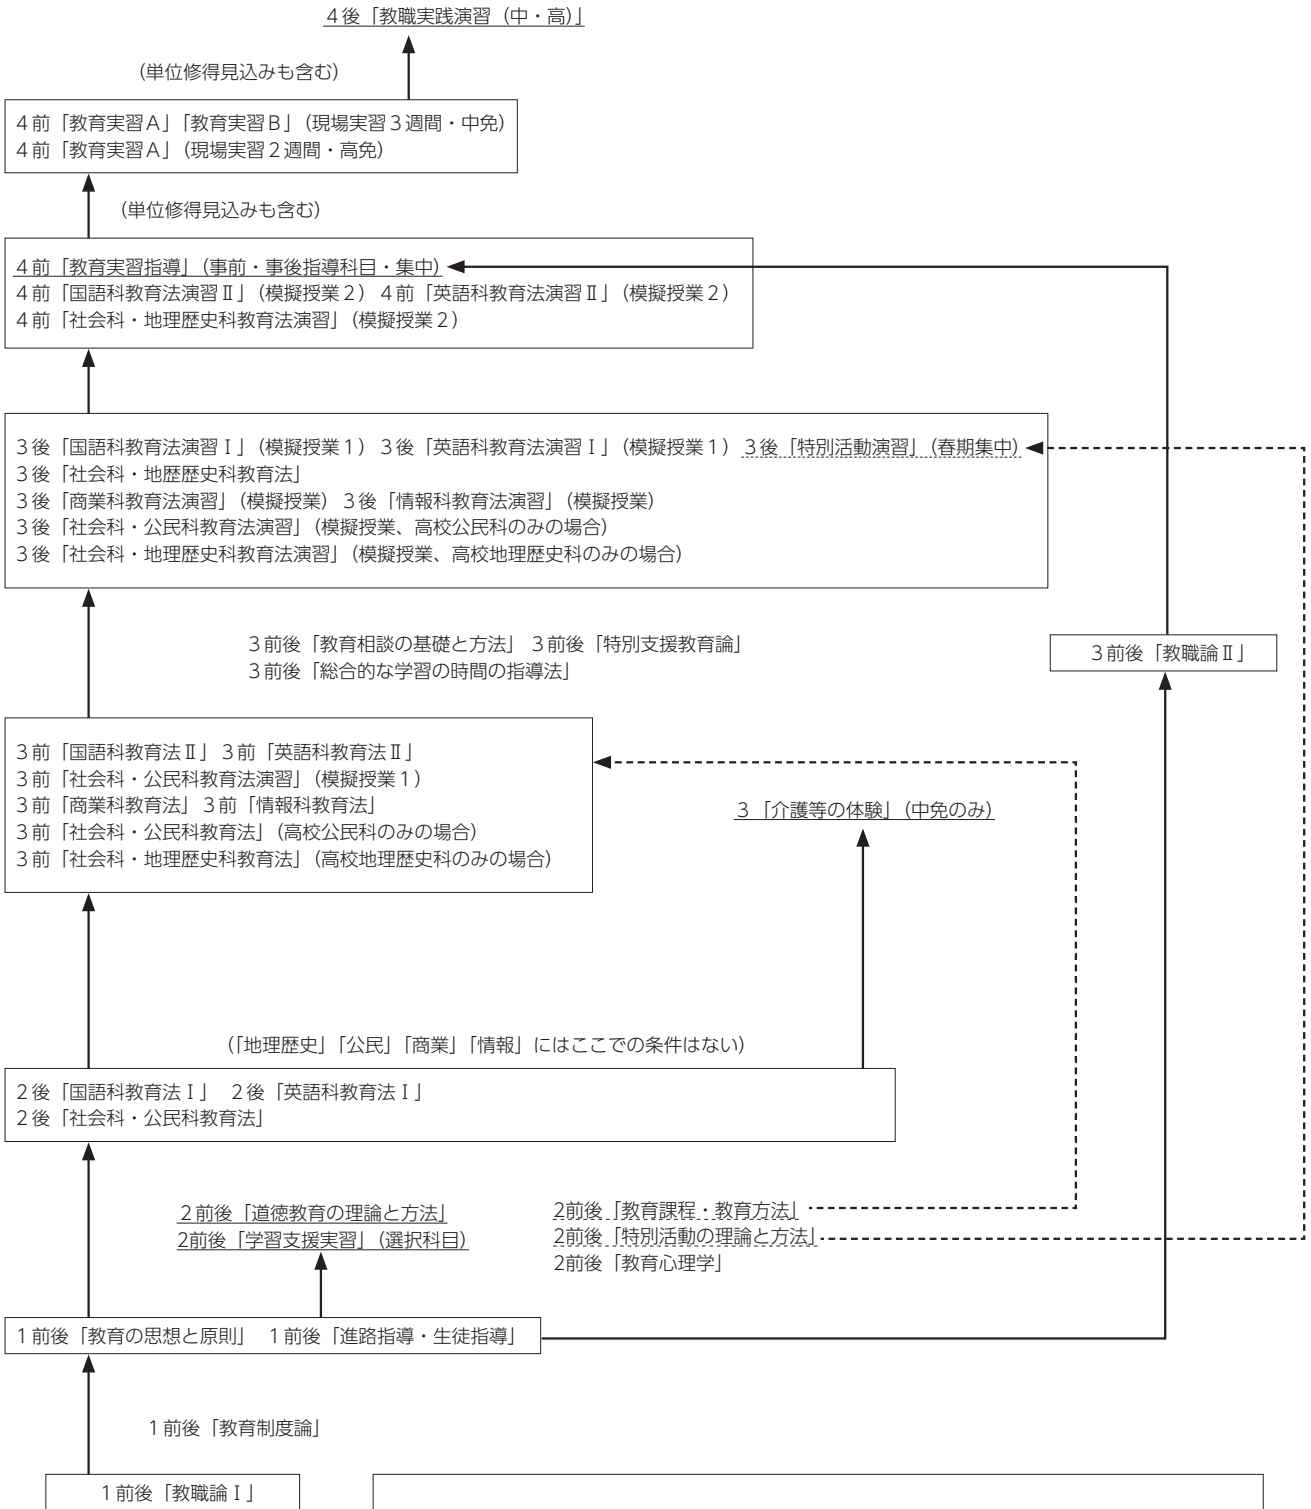 4後「教職実践演習（中・高）」
（単位修得見込みも含む）
4前「教育実習A」「教育実習B」（現場実習3週間・中免）
4前「教育実習A」（現場実習2週間・高免）
（単位修得見込みも含む）
4前「教育実習指導」（事前・事後指導科目・集中）
4前「国語科教育法演習Ⅱ」（模擬授業2） 4前「英語科教育法演習Ⅱ」（模擬授業2）
4前「社会科・地理歴史科教育法演習」（模擬授業2）
3後「国語科教育法演習Ⅰ」（模擬授業1） 3後「英語科教育法演習Ⅰ」（模擬授業1） 3後「特別活動演習」（春期集中）
3後「社会科・地歴歴史科教育法」
3後「商業科教育法演習」（模擬授業） 3後「情報科教育法演習」（模擬授業）
3後「社会科・公民科教育法演習」（模擬授業、高校公民科のみの場合）
3後「社会科・地理歴史科教育法演習」（模擬授業、高校地理歴史科のみの場合）
3前後「教育相談の基礎と方法」 3前後「特別支援教育論」
3前後「総合的な学習の時間の指導法」
3前後「教職論Ⅱ」
3前「国語科教育法Ⅱ」 3前「英語科教育法Ⅱ」
3前「社会科・公民科教育法演習」（模擬授業1）
3前「商業科教育法」 3前「情報科教育法」
3前「社会科・公民科教育法」（高校公民科のみの場合）
3前「社会科・地理歴史科教育法」（高校地理歴史科のみの場合）
3「介護等の体験」（中免のみ）
（「地理歴史」「公民」「商業」「情報」にはここでの条件はない）
2後「国語科教育法Ⅰ」 2後「英語科教育法Ⅰ」
2後「社会科・公民科教育法」
2前後「道徳教育の理論と方法」
2前後「学習支援実習」（選択科目）
2前後「教育課程・教育方法」
2前後「特別活動の理論と方法」
2前後「教育心理学」
1前後「教育の思想と原則」 1前後「進路指導・生徒指導」
1前後「教育制度論」
1前後「教職論Ⅰ」